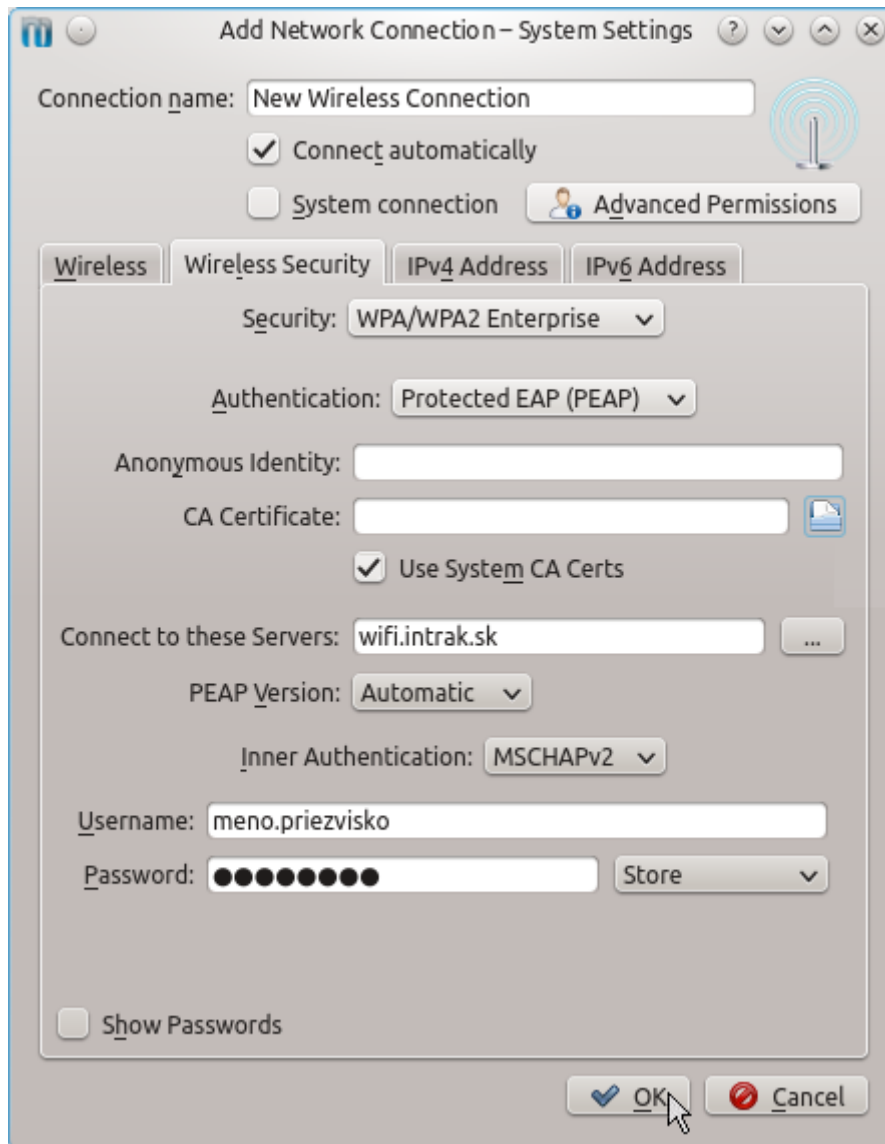 Add Network Connection – System Settings
Connection name: New Wireless Connection
Connect automatically
System connection Advanced Permissions
Wireless Wireless Security IPv4 Address IPv6 Address
Security: WPA/WPA2 Enterprise
Authentication: Protected EAP (PEAP)
Anonymous Identity:
CA Certificate:
Use System CA Certs
Connect to these Servers: wifi.intrak.sk ...
PEAP Version: Automatic
Inner Authentication: MSCHAPv2
Username: meno.priezvisko
Password: ●●●●●●●● Store
Show Passwords
OK Cancel